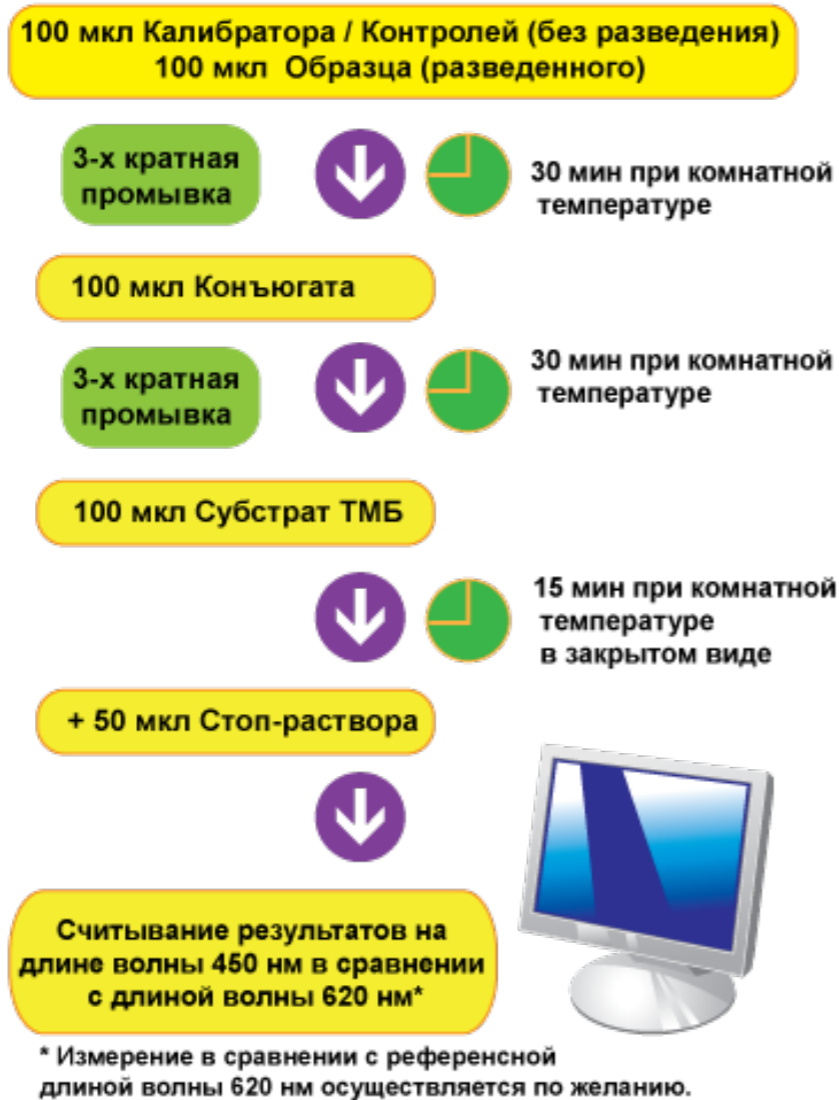 100 мкл Калибратора / Контролей (без разведения)
100 мкл Образца (разведенного)
3-х кратная
промывка
30 мин при комнатной
температуре
100 мкл Конъюгата
3-х кратная
промывка
30 мин при комнатной
температуре
100 мкл Субстрат ТМБ
15 мин при комнатной
температуре
в закрытом виде
+ 50 мкл Стоп-раствора
Считывание результатов на
длине волны 450 нм в сравнении
с длиной волны 620 нм*
* Измерение в сравнении с референсной
длиной волны 620 нм осуществляется по желанию.